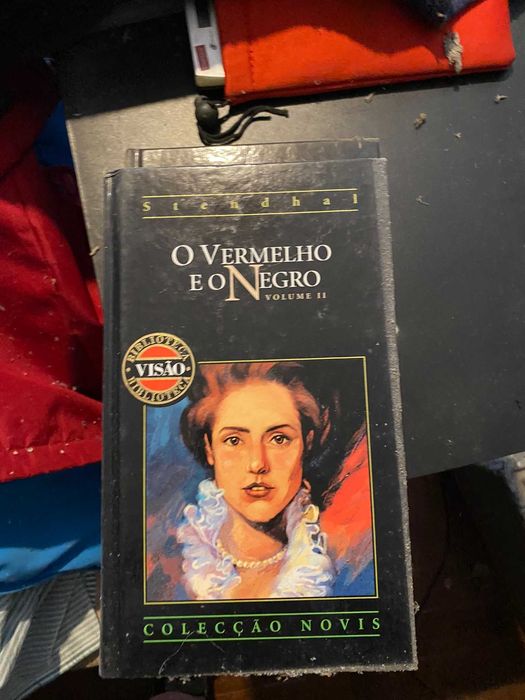 Stendhal
O VERMELHO
E O NEGRO
VOLUME II
BIBLIOTECA
VISÃO
BIBLIOTECA
COLECÇÃO NOVIS